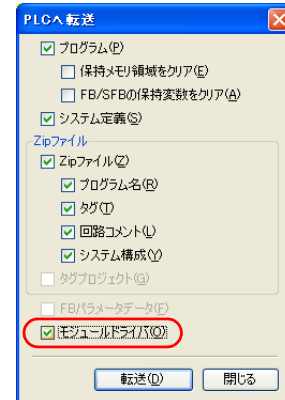 PLCへ転送
プログラム(P)
保持メモリ領域をクリア(E)
FB/SFBの保持変数をクリア(A)
システム定義(S)
Zipファイル
Zipファイル(Z)
プログラム名(R)
タグ(T)
回路コメント(L)
システム構成(Y)
タグプロジェクト(G)
FBパラメータデータ(F)
モジュールドライバ(O)
転送(D) 閉じる